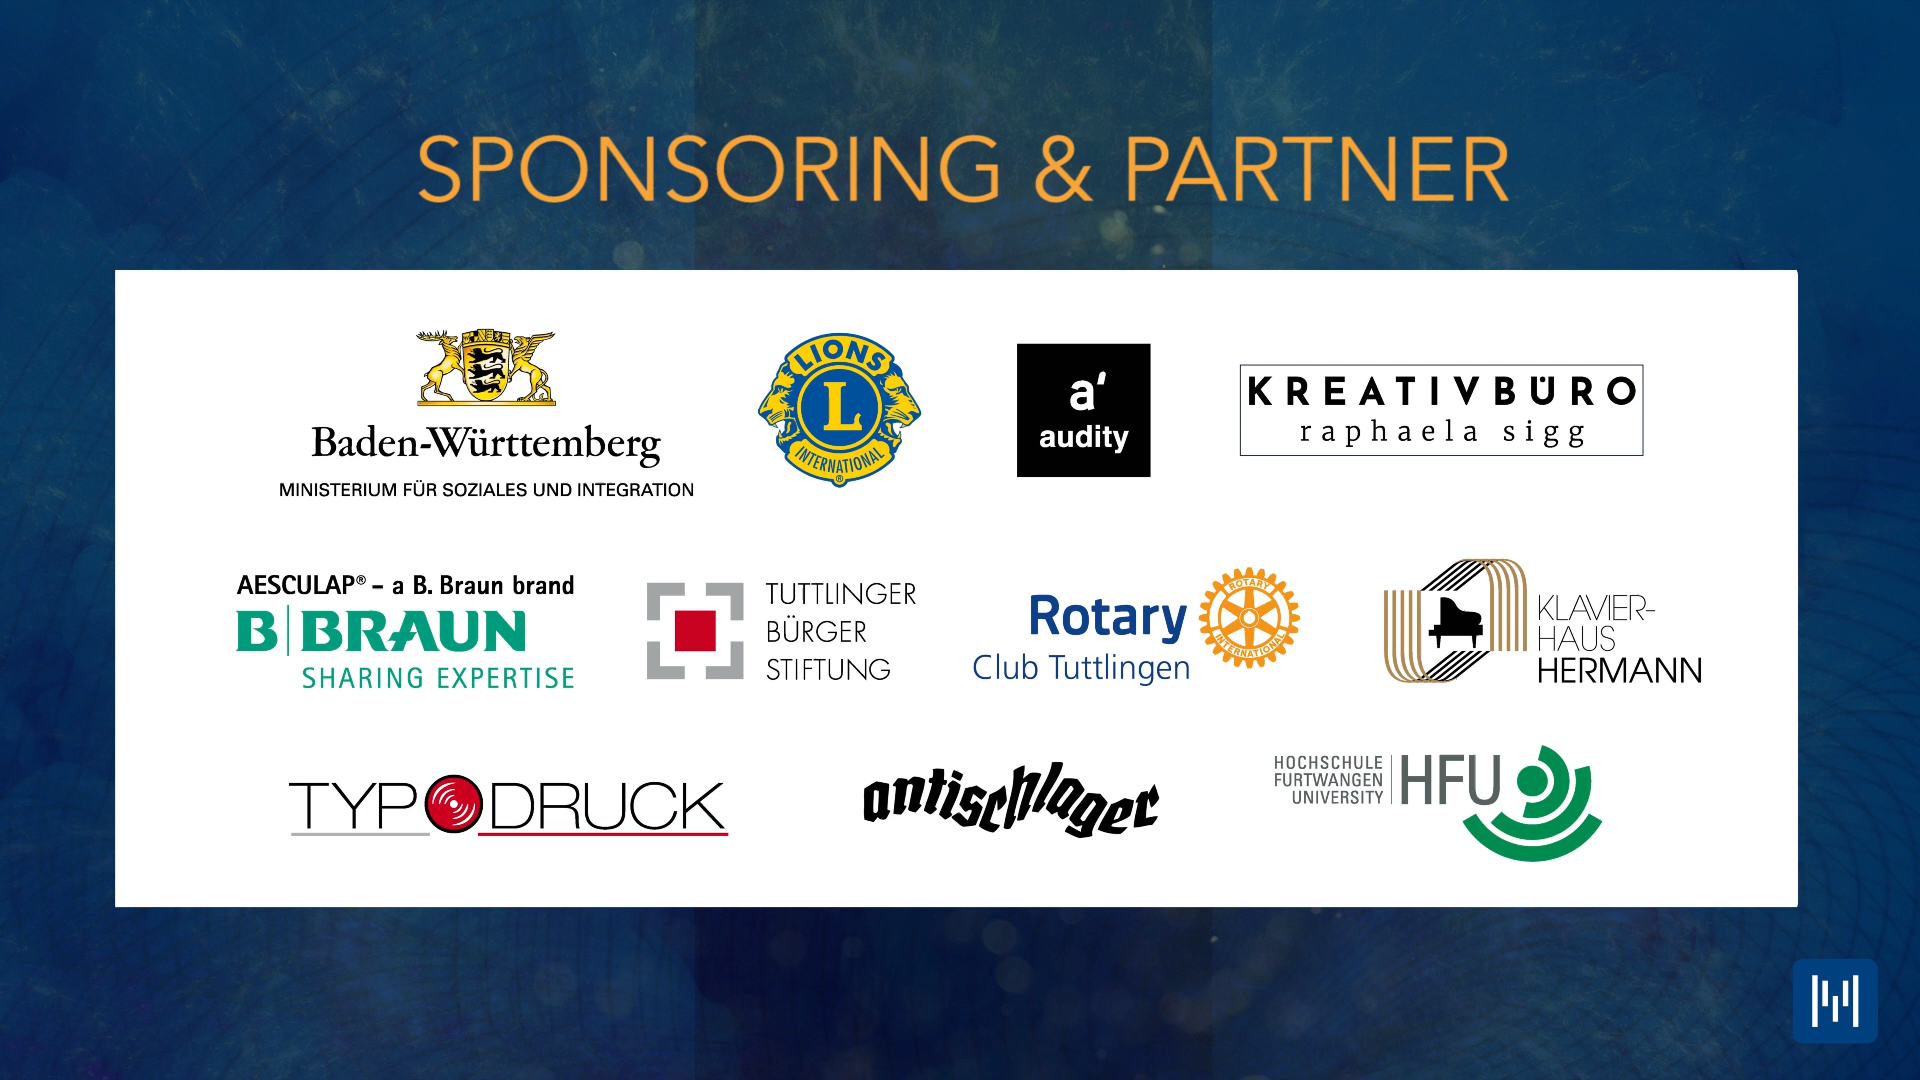 SPONSORING & PARTNER
Baden-Württemberg
MINISTERIUM FÜR SOZIALES UND INTEGRATION
LIONS
L
INTERNATIONAL
®
a'
audity
KREATIVBÜRO
raphaela sigg
AESCULAP® – a B. Braun brand
B|BRAUN
SHARING EXPERTISE
TUTTLINGER
BÜRGER
STIFTUNG
Rotary
Club Tuttlingen
ROTARY
INTERNATIONAL
KLAVIER-
HAUS
HERMANN
TYPODRUCK
antischlager
HOCHSCHULE
FURTWANGEN
UNIVERSITY
HFU